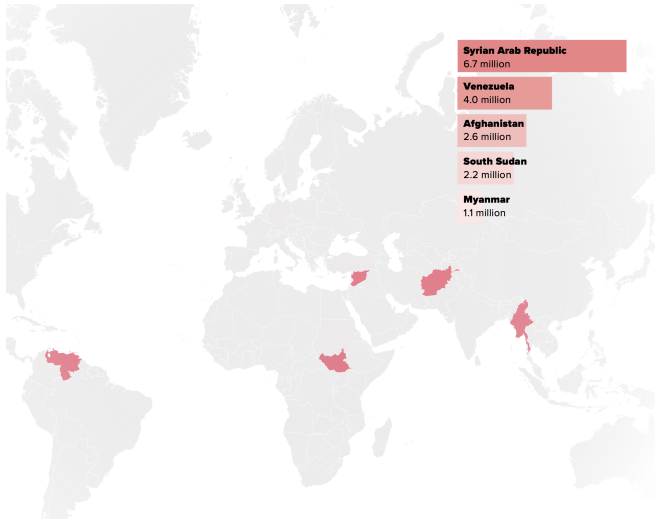 Syrian Arab Republic
6.7 million
Venezuela
4.0 million
Afghanistan
2.6 million
South Sudan
2.2 million
Myanmar
1.1 million